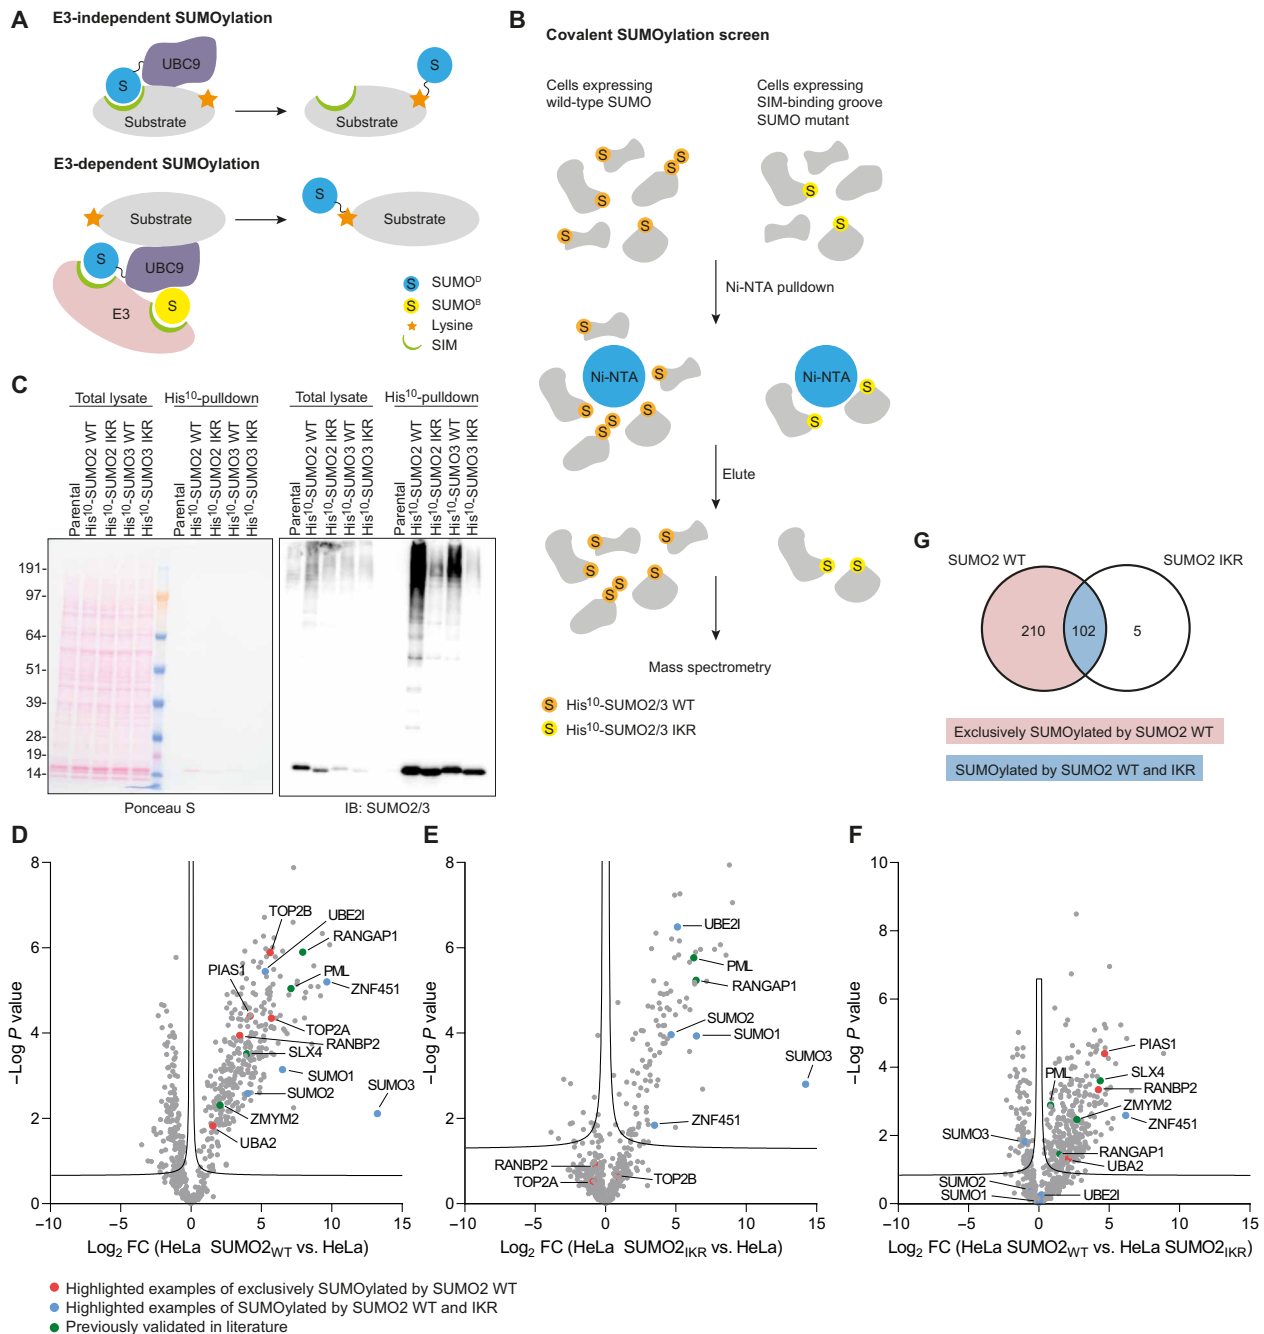 A
E3-independent SUMOylation
S
UBC9
Substrate
S
Substrate
E3-dependent SUMOylation
Substrate
S
UBC9
S
E3
S
Substrate
S SUMOᴰ
S SUMOᴮ
Lysine
SIM
B
Covalent SUMOylation screen
Cells expressing
wild-type SUMO
Cells expressing
SIM-binding groove
SUMO mutant
S S S S S S
S S
Ni-NTA pulldown
Ni-NTA
S S S S S S
Ni-NTA
S S
Elute
S S S S S S
S S
Mass spectrometry
S His¹⁰-SUMO2/3 WT
S His¹⁰-SUMO2/3 IKR
C
Total lysate His¹⁰-pulldown
Parental
His¹⁰-SUMO2 WT
His¹⁰-SUMO2 IKR
His¹⁰-SUMO3 WT
His¹⁰-SUMO3 IKR
Parental
His¹⁰-SUMO2 WT
His¹⁰-SUMO2 IKR
His¹⁰-SUMO3 WT
His¹⁰-SUMO3 IKR
191-
97-
64-
51-
39-
28-
19-
14-
Ponceau S
Total lysate His¹⁰-pulldown
Parental
His¹⁰-SUMO2 WT
His¹⁰-SUMO2 IKR
His¹⁰-SUMO3 WT
His¹⁰-SUMO3 IKR
Parental
His¹⁰-SUMO2 WT
His¹⁰-SUMO2 IKR
His¹⁰-SUMO3 WT
His¹⁰-SUMO3 IKR
IB: SUMO2/3
G
SUMO2 WT
SUMO2 IKR
210
102
5
Exclusively SUMOylated by SUMO2 WT
SUMOylated by SUMO2 WT and IKR
D
−Log P value
8
6
4
2
0
−10 −5 0 5 10 15
TOP2B
UBE2I
RANGAP1
PIAS1
PML
ZNF451
TOP2A
RANBP2
SLX4
SUMO1
SUMO3
SUMO2
ZMYM2
UBA2
Log₂ FC (HeLa SUMO2WT vs. HeLa)
E
−Log P value
8
6
4
2
0
−10 −5 0 5 10 15
UBE2I
PML
RANGAP1
SUMO2
SUMO1
SUMO3
ZNF451
RANBP2
TOP2A
TOP2B
Log₂ FC (HeLa SUMO2IKR vs. HeLa)
F
−Log P value
10
8
6
4
2
0
−10 −5 0 5 10 15
PIAS1
PML
SLX4
RANBP2
ZMYM2
ZNF451
SUMO3
RANGAP1
UBA2
SUMO2
SUMO1
UBE2I
Log₂ FC (HeLa SUMO2WT vs. HeLa SUMO2IKR)
Highlighted examples of exclusively SUMOylated by SUMO2 WT
Highlighted examples of SUMOylated by SUMO2 WT and IKR
Previously validated in literature